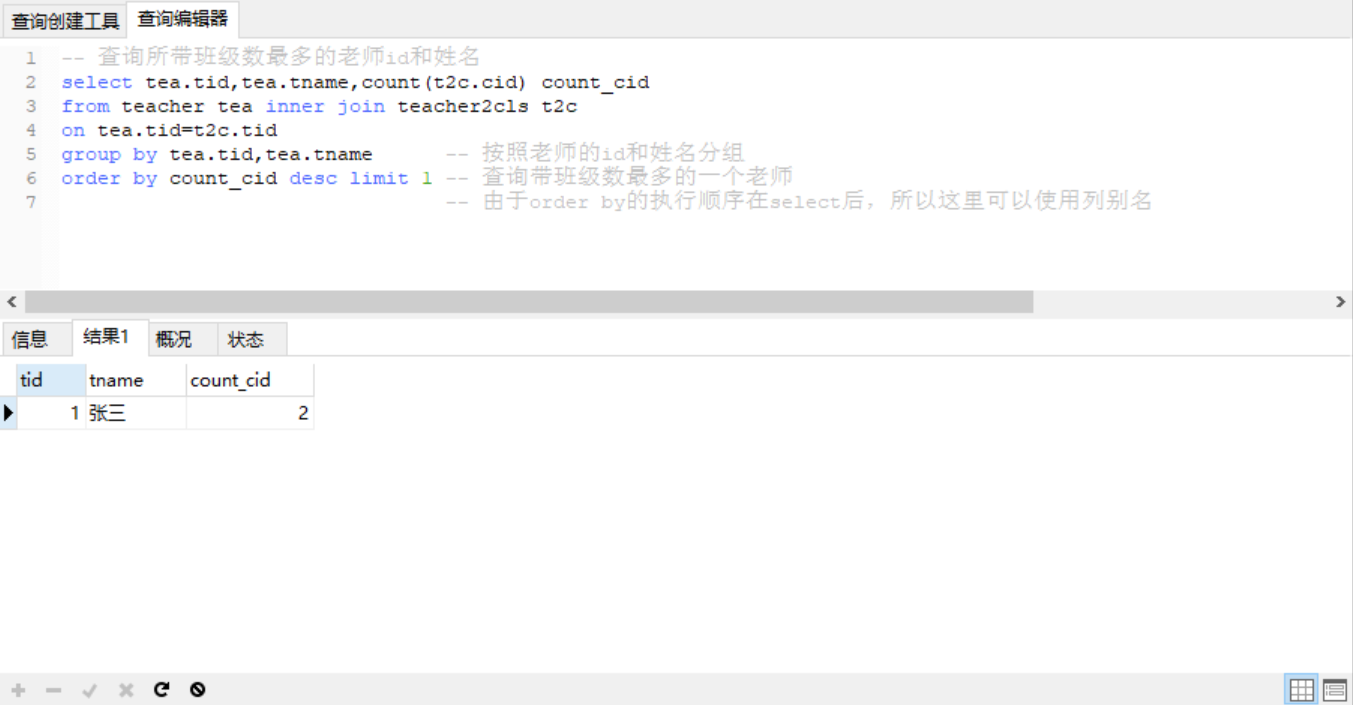 查询创建工具 查询编辑器
1 -- 查询所带班级数最多的老师id和姓名
2 select tea.tid,tea.tname,count(t2c.cid) count_cid
3 from teacher tea inner join teacher2cls t2c
4 on tea.tid=t2c.tid
5 group by tea.tid,tea.tname -- 按照老师的id和姓名分组
6 order by count_cid desc limit 1 -- 查询带班级数最多的一个老师
7 -- 由于order by的执行顺序在select后，所以这里可以使用列别名
信息 结果1 概况 状态
tid tname count_cid
1 张三 2